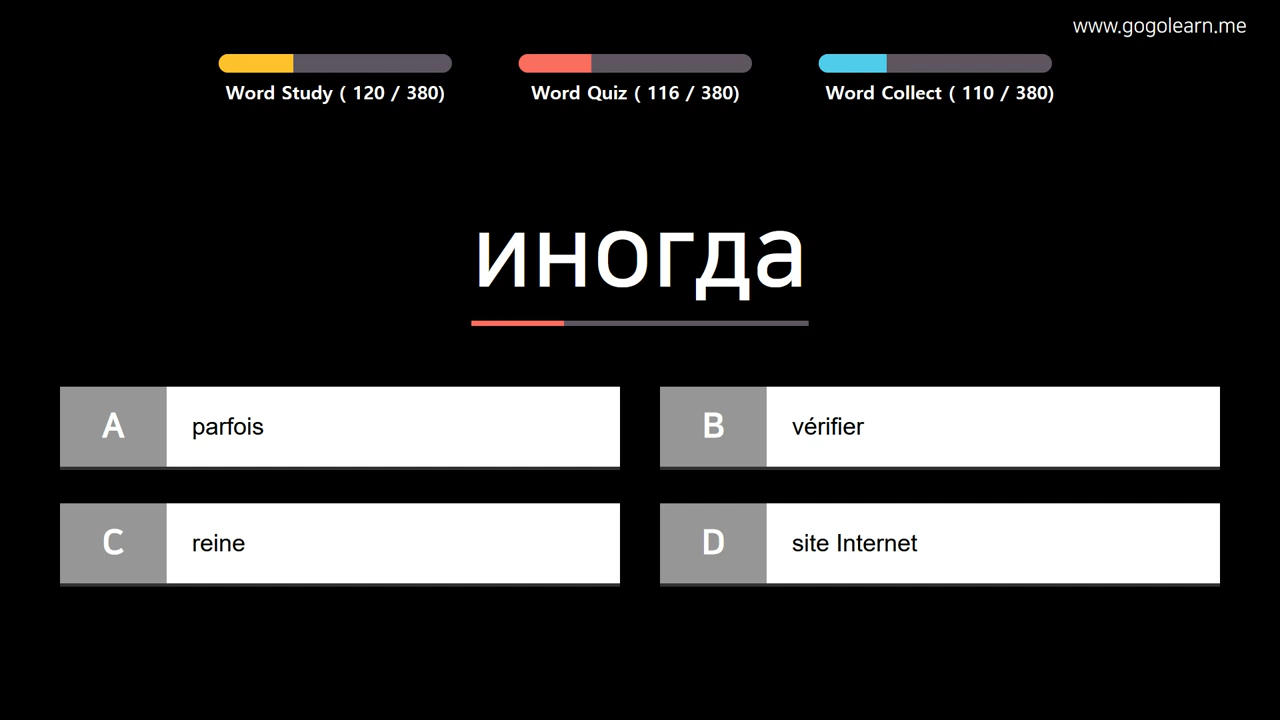 www.gogolearn.me
Word Study ( 120 / 380)
Word Quiz ( 116 / 380)
Word Collect ( 110 / 380)
иногда
A parfois
B vérifier
C reine
D site Internet